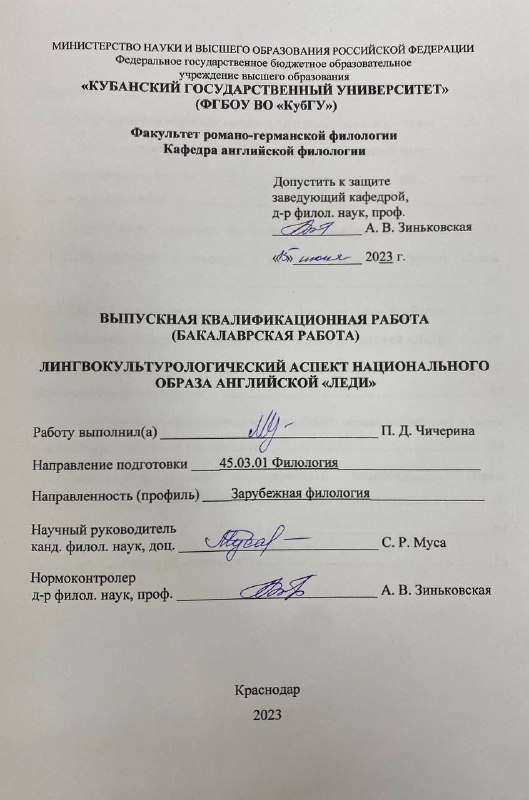 МИНИСТЕРСТВО НАУКИ И ВЫСШЕГО ОБРАЗОВАНИЯ РОССИЙСКОЙ ФЕДЕРАЦИИ
Федеральное государственное бюджетное образовательное
учреждение высшего образования
«КУБАНСКИЙ ГОСУДАРСТВЕННЫЙ УНИВЕРСИТЕТ»
(ФГБОУ ВО «КубГУ»)
Факультет романо-германской филологии
Кафедра английской филологии
Допустить к защите
заведующий кафедрой,
д-р филол. наук, проф.
А. В. Зиньковская
«15» июня 2023 г.
ВЫПУСКНАЯ КВАЛИФИКАЦИОННАЯ РАБОТА
(БАКАЛАВРСКАЯ РАБОТА)
ЛИНГВОКУЛЬТУРОЛОГИЧЕСКИЙ АСПЕКТ НАЦИОНАЛЬНОГО
ОБРАЗА АНГЛИЙСКОЙ «ЛЕДИ»
Работу выполнил(а) П. Д. Чичерина
Направление подготовки 45.03.01 Филология
Направленность (профиль) Зарубежная филология
Научный руководитель
канд. филол. наук, доц. С. Р. Муса
Нормоконтролер
д-р филол. наук, проф. А. В. Зиньковская
Краснодар
2023